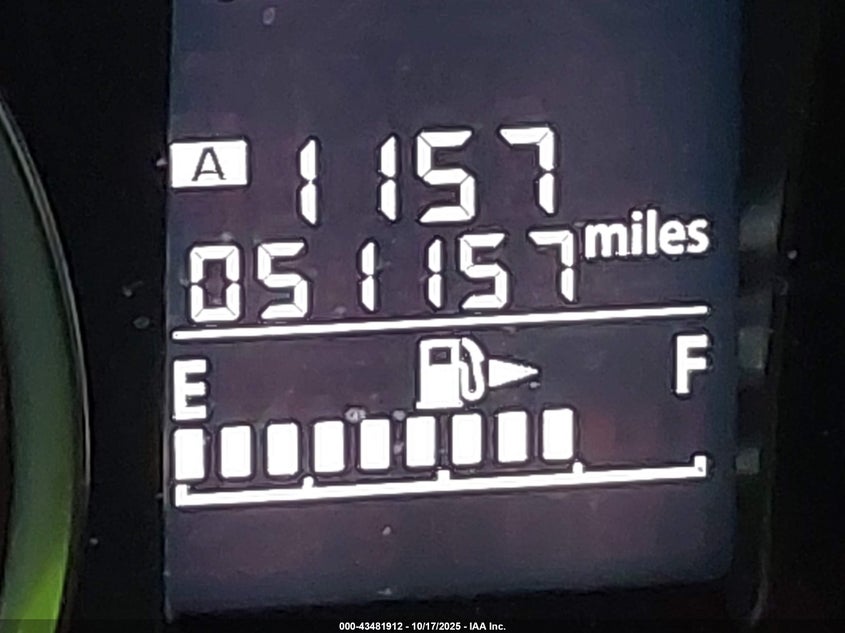 A 1157
051157 miles
E F
000-43481912 - 10/17/2025 - IAA Inc.